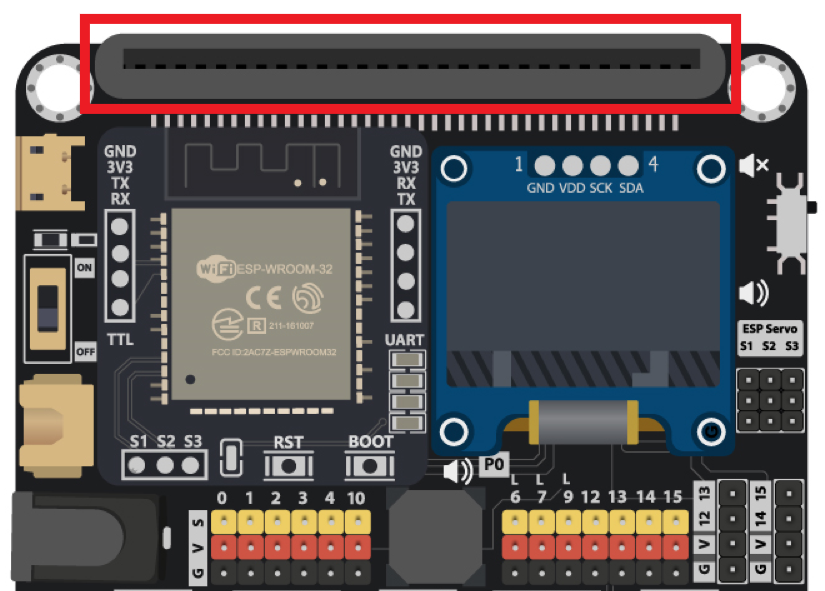 GND
3V3
TX
RX
GND
3V3
RX
TX
1 4
GND VDD SCK SDA
WiFi ESP-WROOM-32
CE
R 211-161007
FCC ID:2AC7Z-ESPWROOM32
ON
OFF
TTL
UART
ESP Servo
S1 S2 S3
S1 S2 S3
RST
BOOT
P0
L L L
0 1 2 3 4 10
6 7 9 12 13 14 15
S
V
G
13
12
V
G
15
14
V
G